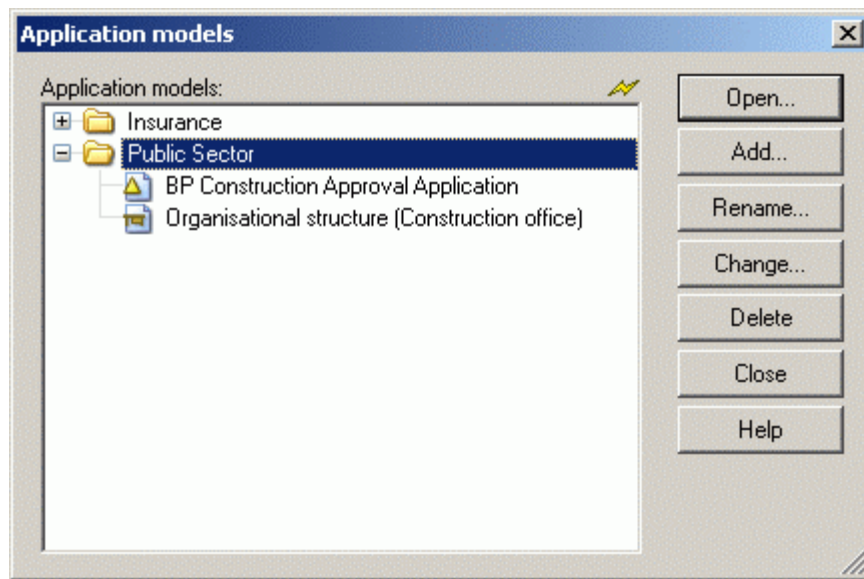 Application models
Application models:
Insurance
Public Sector
BP Construction Approval Application
Organisational structure (Construction office)
Open...
Add...
Rename...
Change...
Delete
Close
Help